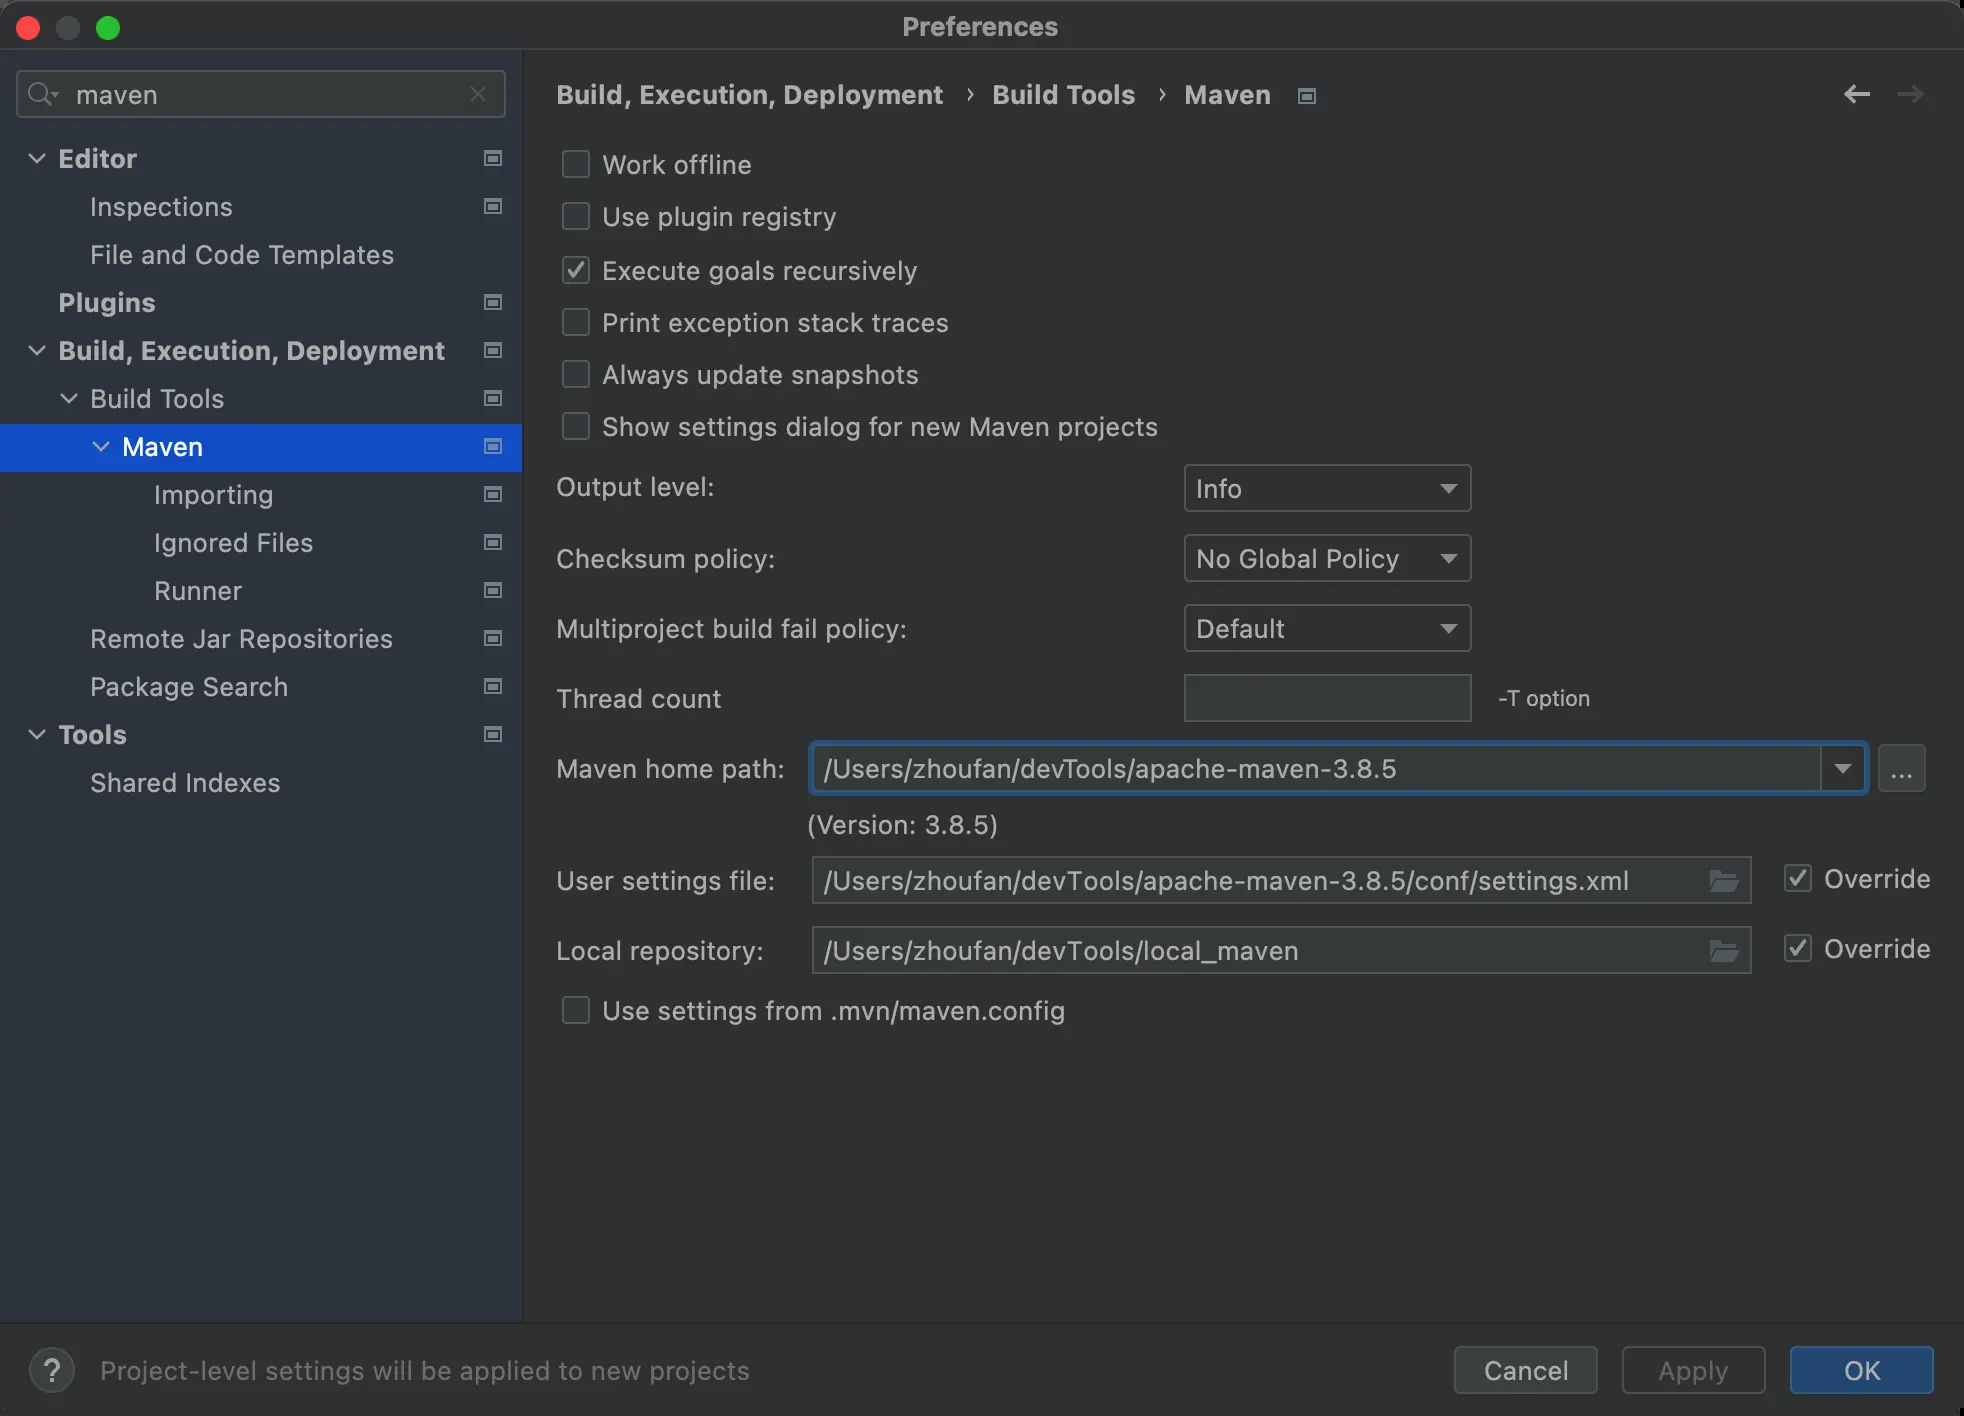 Preferences
maven
Editor
Inspections
File and Code Templates
Plugins
Build, Execution, Deployment
Build Tools
Maven
Importing
Ignored Files
Runner
Remote Jar Repositories
Package Search
Tools
Shared Indexes
Build, Execution, Deployment › Build Tools › Maven
Work offline
Use plugin registry
Execute goals recursively
Print exception stack traces
Always update snapshots
Show settings dialog for new Maven projects
Output level: Info
Checksum policy: No Global Policy
Multiproject build fail policy: Default
Thread count -T option
Maven home path: /Users/zhoufan/devTools/apache-maven-3.8.5 ...
(Version: 3.8.5)
User settings file: /Users/zhoufan/devTools/apache-maven-3.8.5/conf/settings.xml Override
Local repository: /Users/zhoufan/devTools/local_maven Override
Use settings from .mvn/maven.config
? Project-level settings will be applied to new projects
Cancel Apply OK